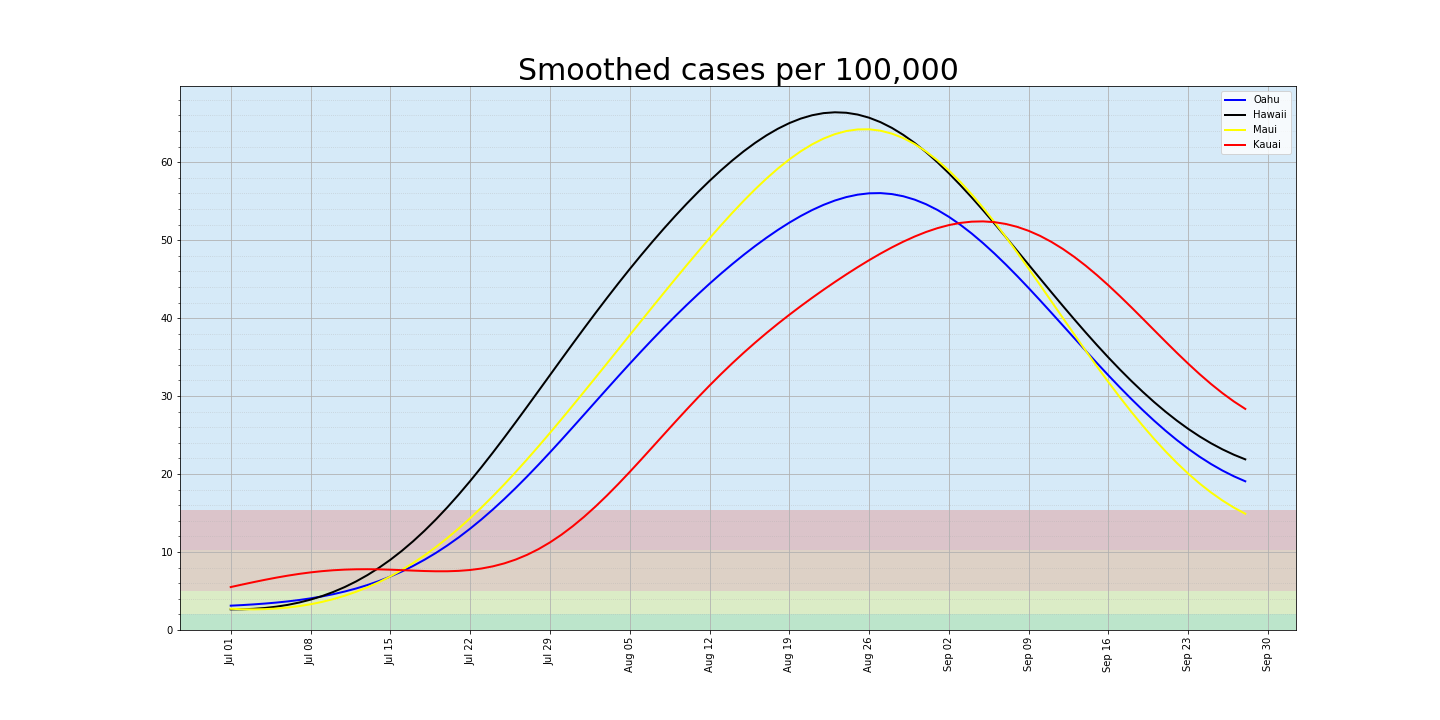 Smoothed cases per 100,000
Oahu
Hawaii
Maui
Kauai
60
50
40
30
20
10
0
Jul 01
Jul 08
Jul 15
Jul 22
Jul 29
Aug 05
Aug 12
Aug 19
Aug 26
Sep 02
Sep 09
Sep 16
Sep 23
Sep 30